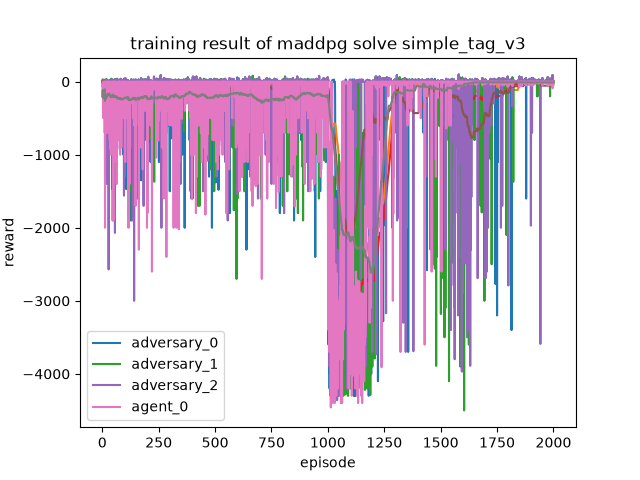 training result of maddpg solve simple_tag_v3
reward
0
−1000
−2000
−3000
−4000
adversary_0
adversary_1
adversary_2
agent_0
0 250 500 750 1000 1250 1500 1750 2000
episode